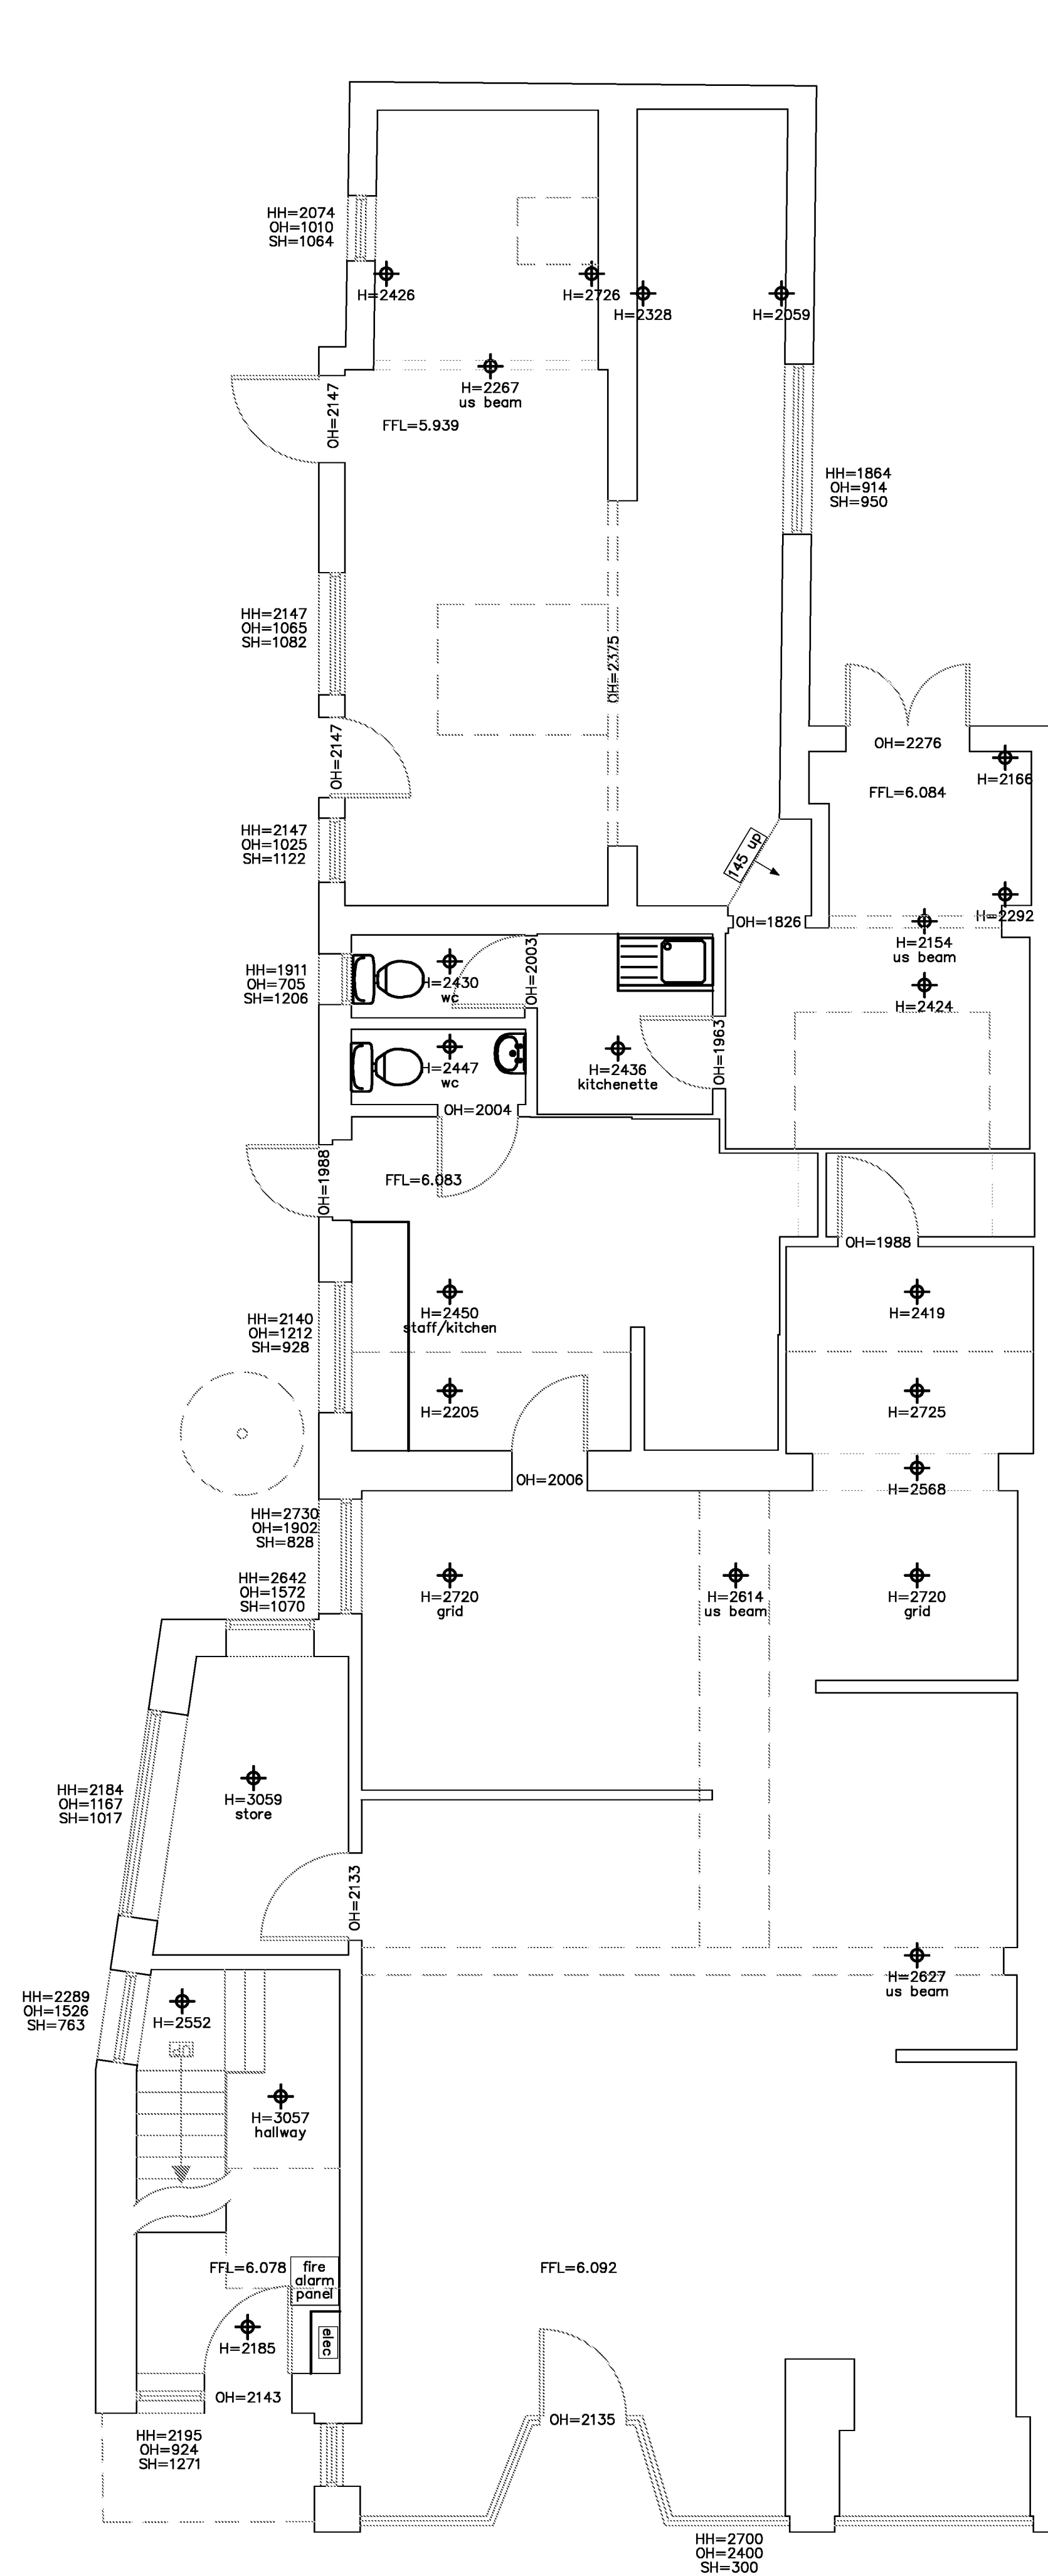 HH=2074
OH=1010
SH=1064
H=2426
H=2726
H=2328
H=2059
H=2267
us beam
OH=2147
FFL=5.939
HH=1864
OH=914
SH=950
HH=2147
OH=1065
SH=1082
OH=2375
OH=2147
OH=2276
H=2166
FFL=6.084
HH=2147
OH=1025
SH=1122
145 up
OH=1826
H=2292
H=2154
us beam
HH=1911
OH=705
SH=1206
H=2430
wc
OH=2003
H=2424
H=2447
wc
H=2436
kitchenette
OH=1963
OH=2004
OH=1988
FFL=6.083
OH=1988
HH=2140
OH=1212
SH=928
H=2450
staff/kitchen
H=2419
H=2205
H=2725
OH=2006
H=2568
HH=2730
OH=1902
SH=828
HH=2642
OH=1572
SH=1070
H=2720
grid
H=2614
us beam
H=2720
grid
HH=2184
OH=1167
SH=1017
H=3059
store
OH=2133
H=2627
us beam
HH=2289
OH=1526
SH=763
H=2552
UP
H=3057
hallway
FFL=6.078
fire
alarm
panel
FFL=6.092
elec
H=2185
OH=2143
OH=2135
HH=2195
OH=924
SH=1271
HH=2700
OH=2400
SH=300